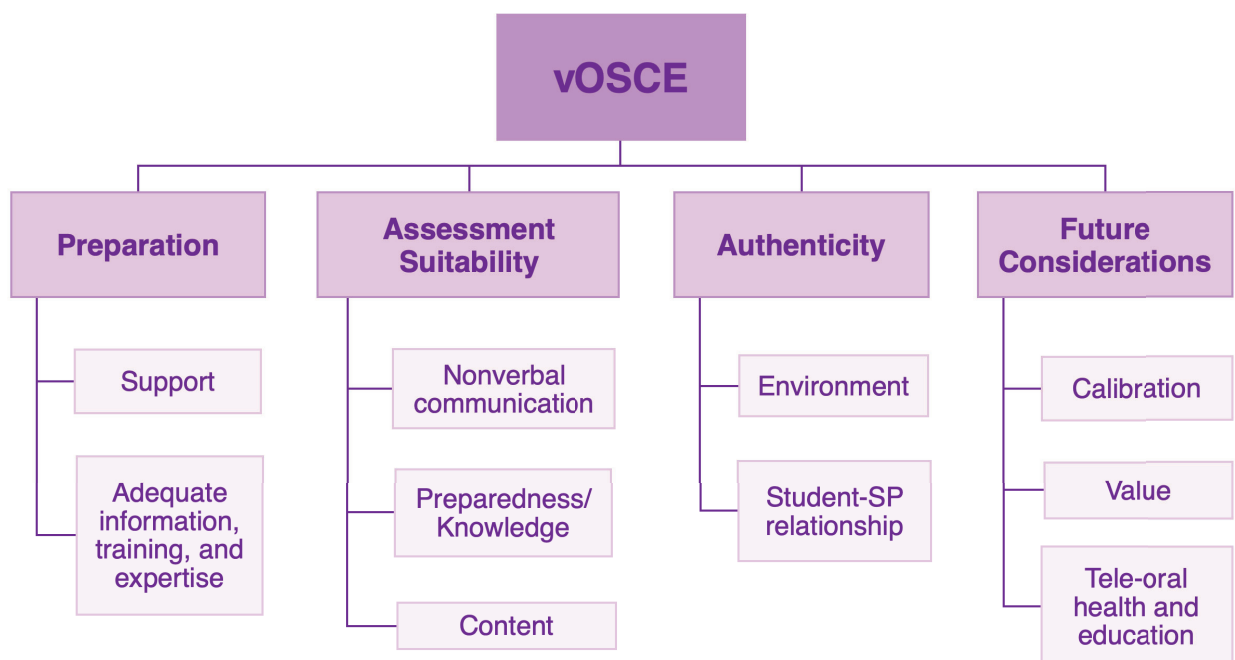 vOSCE
Preparation
Support
Adequate
information,
training, and
expertise
Assessment
Suitability
Nonverbal
communication
Preparedness/
Knowledge
Content
Authenticity
Environment
Student-SP
relationship
Future
Considerations
Calibration
Value
Tele-oral
health and
education